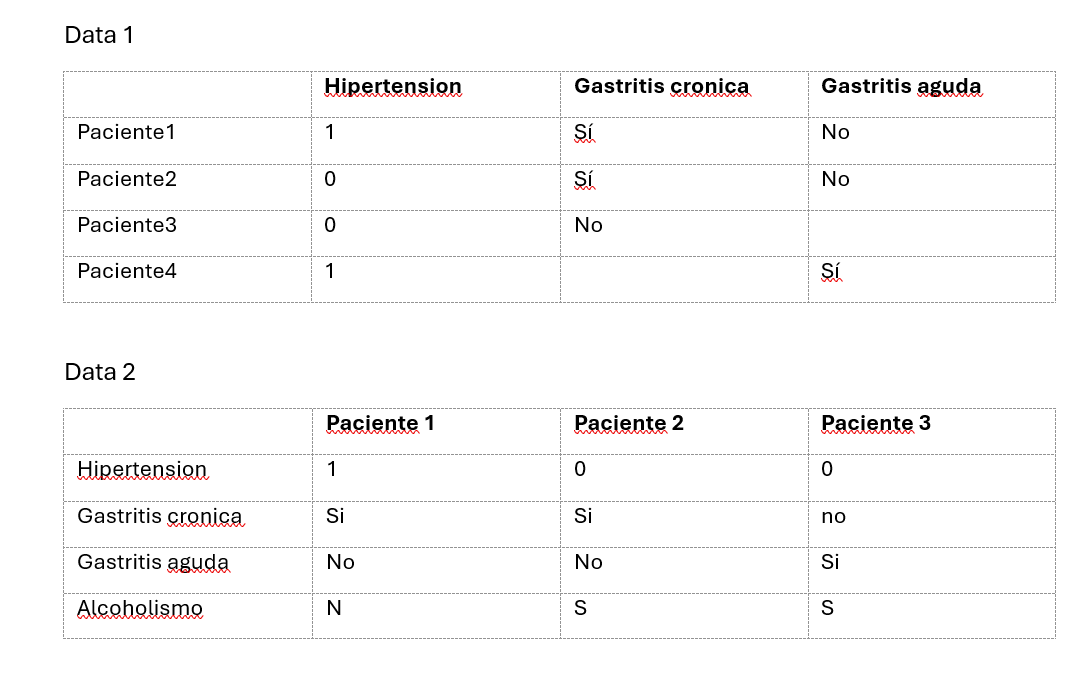 Data 1
Hipertension Gastritis cronica Gastritis aguda
Paciente1 1 Sí No
Paciente2 0 Sí No
Paciente3 0 No
Paciente4 1 Sí
Data 2
Paciente 1 Paciente 2 Paciente 3
Hipertension 1 0 0
Gastritis cronica Si Si no
Gastritis aguda No No Si
Alcoholismo N S S